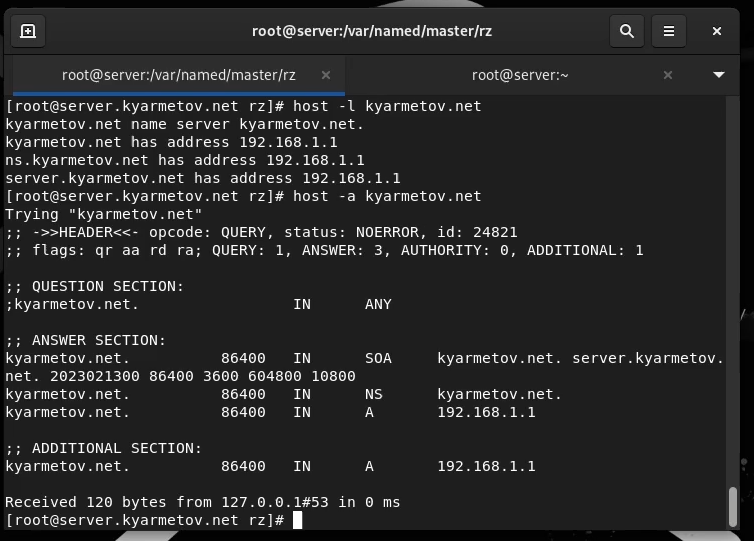 root@server:/var/named/master/rz
root@server:/var/named/master/rz × root@server:~ ×
[root@server.kyarmetov.net rz]# host -l kyarmetov.net
kyarmetov.net name server kyarmetov.net.
kyarmetov.net has address 192.168.1.1
ns.kyarmetov.net has address 192.168.1.1
server.kyarmetov.net has address 192.168.1.1
[root@server.kyarmetov.net rz]# host -a kyarmetov.net
Trying "kyarmetov.net"
;; ->>HEADER<<- opcode: QUERY, status: NOERROR, id: 24821
;; flags: qr aa rd ra; QUERY: 1, ANSWER: 3, AUTHORITY: 0, ADDITIONAL: 1
;; QUESTION SECTION:
;kyarmetov.net. IN ANY
;; ANSWER SECTION:
kyarmetov.net. 86400 IN SOA kyarmetov.net. server.kyarmetov.
net. 2023021300 86400 3600 604800 10800
kyarmetov.net. 86400 IN NS kyarmetov.net.
kyarmetov.net. 86400 IN A 192.168.1.1
;; ADDITIONAL SECTION:
kyarmetov.net. 86400 IN A 192.168.1.1
Received 120 bytes from 127.0.0.1#53 in 0 ms
[root@server.kyarmetov.net rz]#